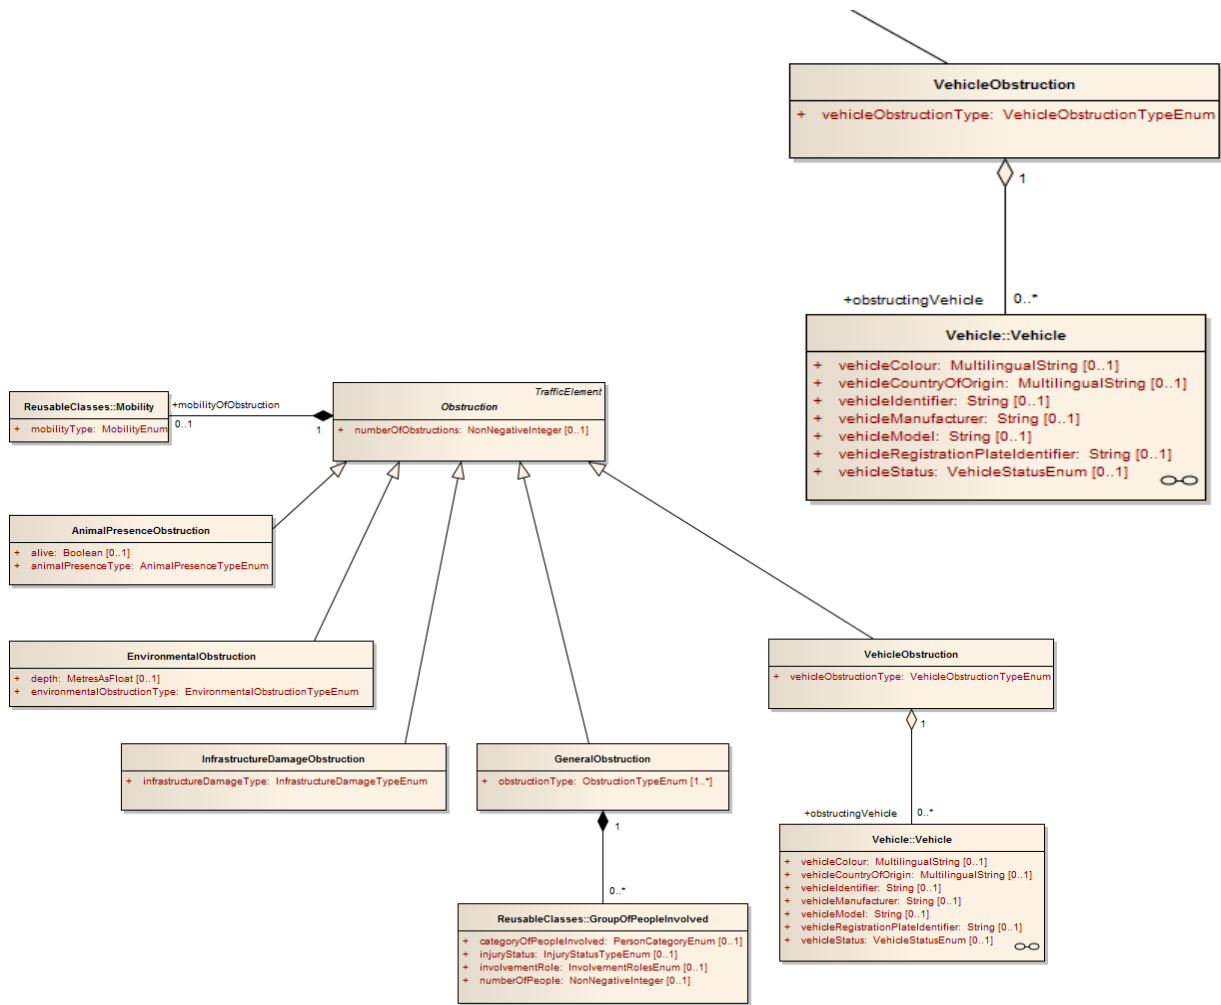 VehicleObstruction
+ vehicleObstructionType: VehicleObstructionTypeEnum
1
+obstructingVehicle 0..*
Vehicle::Vehicle
+ vehicleColour: MultilingualString [0..1]
+ vehicleCountryOfOrigin: MultilingualString [0..1]
+ vehicleIdentifier: String [0..1]
+ vehicleManufacturer: String [0..1]
+ vehicleModel: String [0..1]
+ vehicleRegistrationPlateIdentifier: String [0..1]
+ vehicleStatus: VehicleStatusEnum [0..1]
TrafficElement
Obstruction
+ numberOfObstructions: NonNegativeInteger [0..1]
ReusableClasses::Mobility
+ mobilityType: MobilityEnum
+mobilityOfObstruction
0..1
1
AnimalPresenceObstruction
+ alive: Boolean [0..1]
+ animalPresenceType: AnimalPresenceTypeEnum
EnvironmentalObstruction
+ depth: MetresAsFloat [0..1]
+ environmentalObstructionType: EnvironmentalObstructionTypeEnum
InfrastructureDamageObstruction
+ infrastructureDamageType: InfrastructureDamageTypeEnum
GeneralObstruction
+ obstructionType: ObstructionTypeEnum [1..*]
1
0..*
ReusableClasses::GroupOfPeopleInvolved
+ categoryOfPeopleInvolved: PersonCategoryEnum [0..1]
+ injuryStatus: InjuryStatusTypeEnum [0..1]
+ involvementRole: InvolvementRolesEnum [0..1]
+ numberOfPeople: NonNegativeInteger [0..1]
VehicleObstruction
+ vehicleObstructionType: VehicleObstructionTypeEnum
1
+obstructingVehicle 0..*
Vehicle::Vehicle
+ vehicleColour: MultilingualString [0..1]
+ vehicleCountryOfOrigin: MultilingualString [0..1]
+ vehicleIdentifier: String [0..1]
+ vehicleManufacturer: String [0..1]
+ vehicleModel: String [0..1]
+ vehicleRegistrationPlateIdentifier: String [0..1]
+ vehicleStatus: VehicleStatusEnum [0..1]